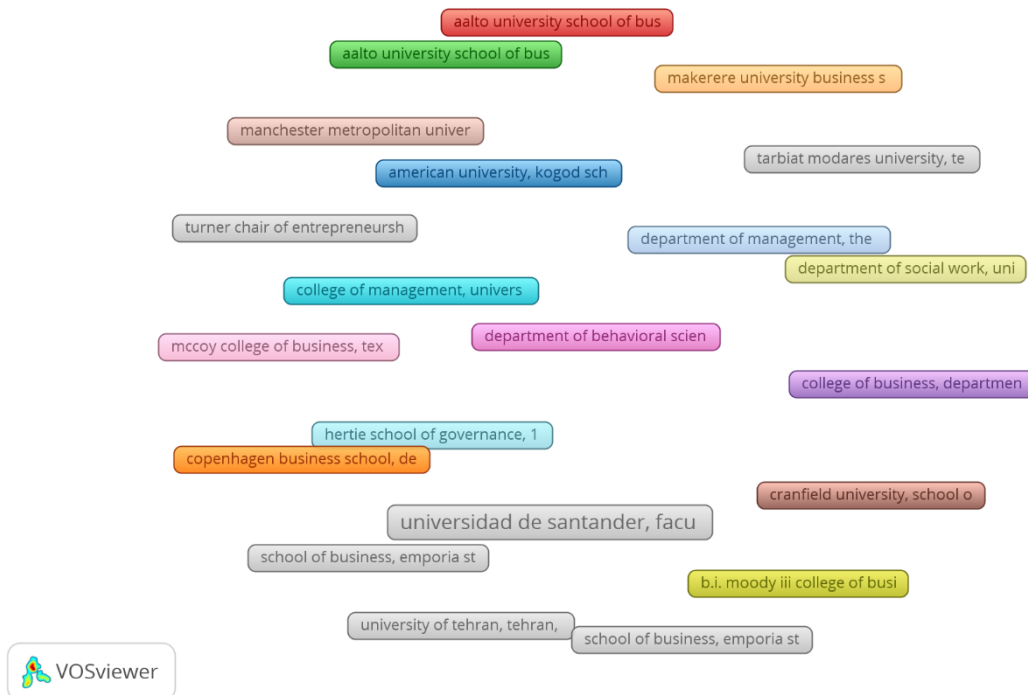 aalto university school of bus
aalto university school of bus
makerere university business s
manchester metropolitan univer
tarbiat modares university, te
american university, kogod sch
turner chair of entrepreneursh
department of management, the
department of social work, uni
college of management, univers
department of behavioral scien
mccoy college of business, tex
college of business, departmen
hertie school of governance, 1
copenhagen business school, de
cranfield university, school o
universidad de santander, facu
school of business, emporia st
b.i. moody iii college of busi
university of tehran, tehran,
school of business, emporia st
VOSviewer